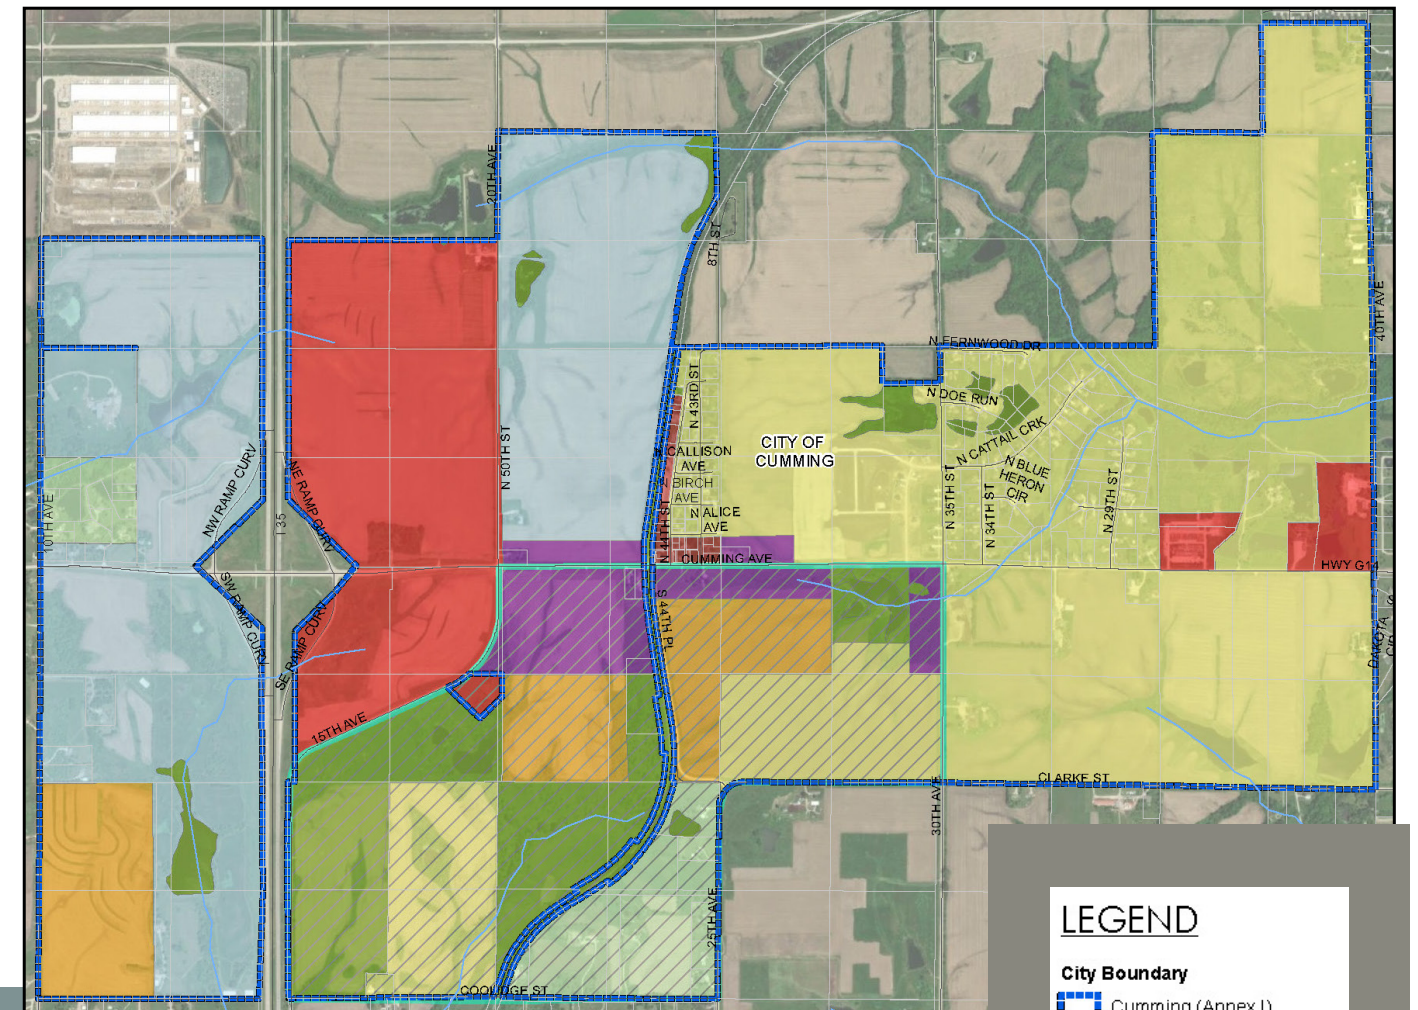 20TH AVE
8TH ST
40TH AVE
N FERNWOOD DR
N DOE RUN
N 43RD ST
N CATTAIL CRK
CITY OF
CUMMING
N CALLISON
AVE
N BIRCH
AVE
N BLUE
HERON
CIR
N 50TH ST
NW RAMP CURV
NE RAMP CURV
I 35
10TH AVE
N 35TH ST
N 34TH ST
N 29TH ST
N ALICE
AVE
N 44TH ST
CUMMING AVE
HWY G14
SW RAMP CURV
SE RAMP CURV
S 44TH PL
DAKOTA
15TH AVE
CLARKE ST
30TH AVE
25TH AVE
COOLIDGE ST
LEGEND
City Boundary
Cumming (Annex I)